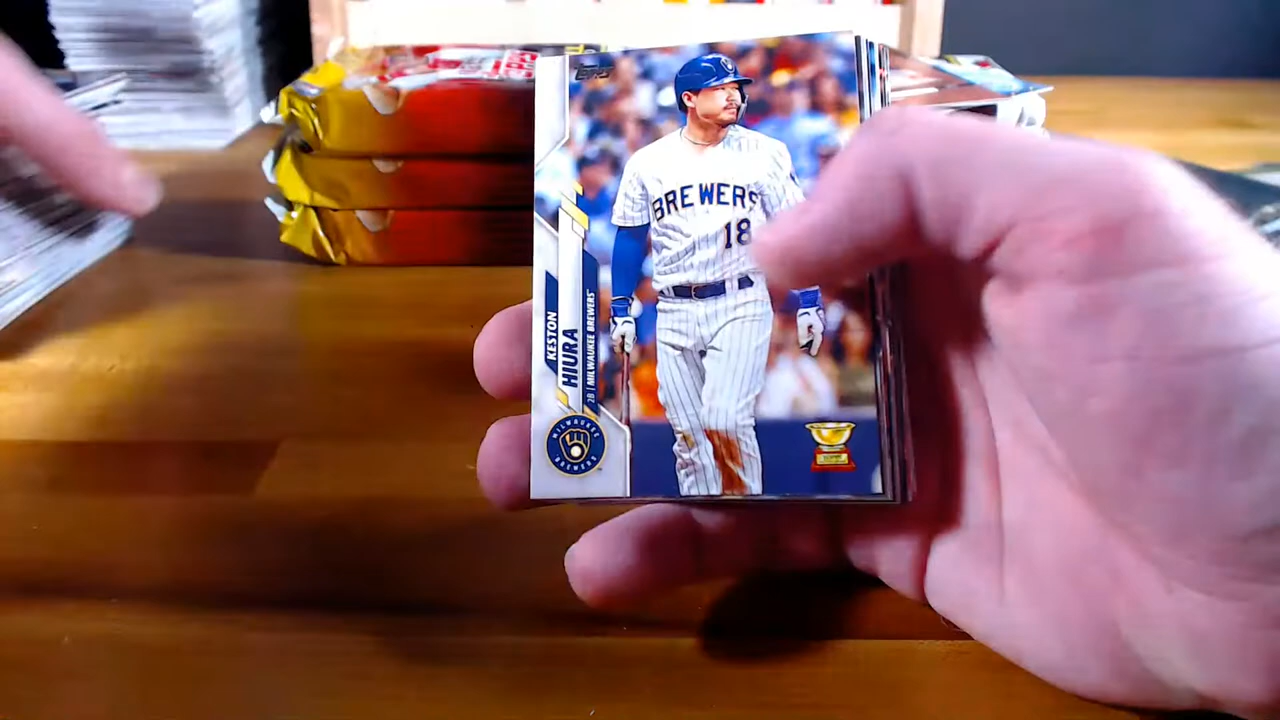 Topps
BREWERS
18
KESTON
HIURA
2B | MILWAUKEE BREWERS
MILWAUKEE
BREWERS